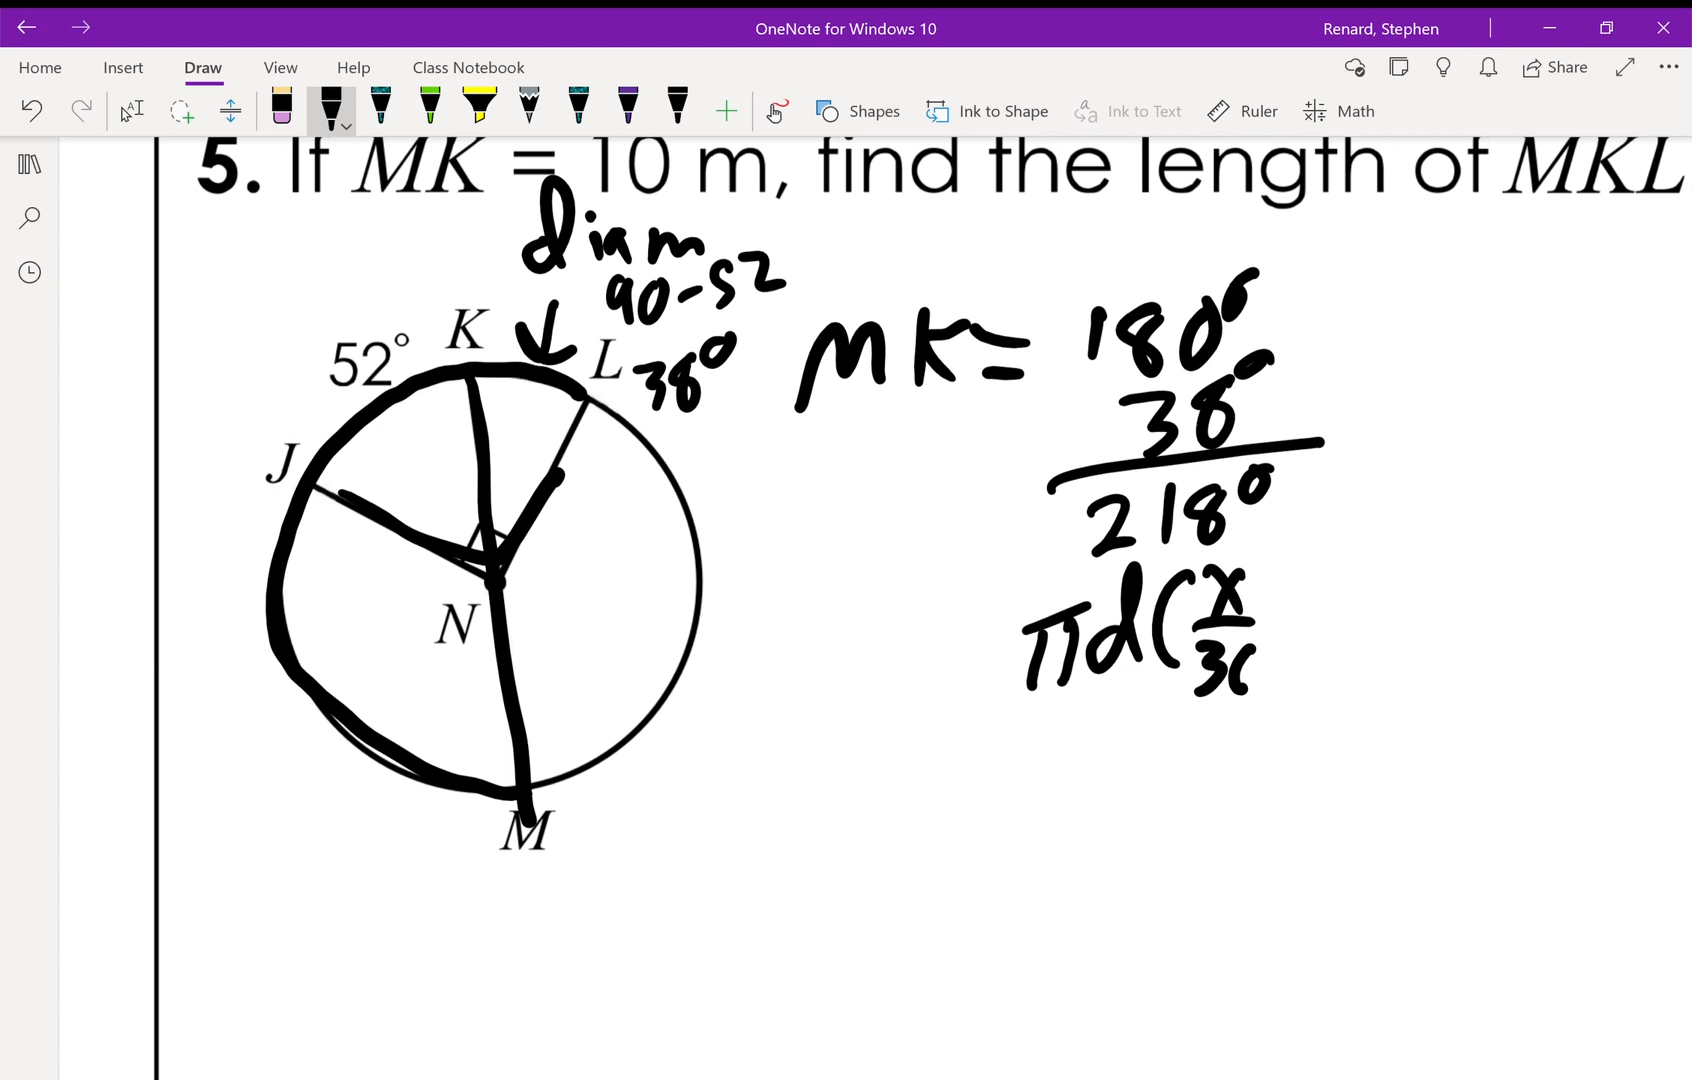 OneNote for Windows 10
Renard, Stephen
Home Insert Draw View Help Class Notebook
Share
Shapes Ink to Shape Ink to Text Ruler Math
5. If MK = 10 m, find the length of MKL
diam
90-52
38°
52°
K
L
J
N
M
MK = 180°
38°
218°
πd(x/36